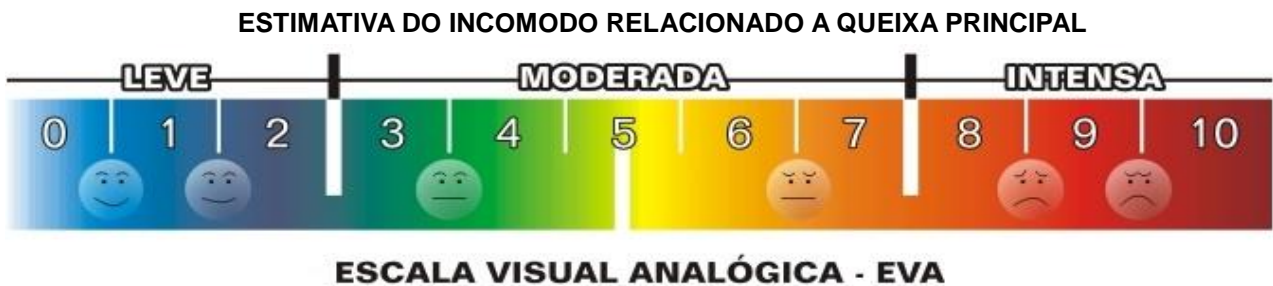 ESTIMATIVA DO INCOMODO RELACIONADO A QUEIXA PRINCIPAL
LEVE MODERADA INTENSA
0 1 2 3 4 5 6 7 8 9 10
ESCALA VISUAL ANALÓGICA - EVA